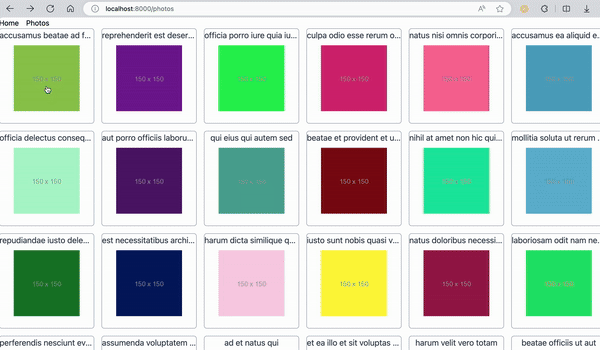 localhost:8000/photos
Home Photos
accusamus beatae ad f... reprehenderit est deser... officia porro iure quia iu... culpa odio esse rerum o... natus nisi omnis corpori... accusamus ea aliquid e...
150 x 150 150 x 150 150 x 150 150 x 150 150 x 150 150 x 150
officia delectus conseq... aut porro officiis laboru... qui eius qui autem sed beatae et provident et u... nihil at amet non hic qui... mollitia soluta ut rerum ...
150 x 150 150 x 150 150 x 150 150 x 150 150 x 150 150 x 150
repudiandae iusto dele... est necessitatibus archi... harum dicta similique q... iusto sunt nobis quasi v... natus doloribus necessi... laboriosam odit nam ne...
150 x 150 150 x 150 150 x 150 150 x 150 150 x 150 150 x 150
perferendis nesciunt ev... assumenda voluptatem ... ad et natus qui et ea illo et sit voluptas ... harum velit vero totam beatae officiis ut aut